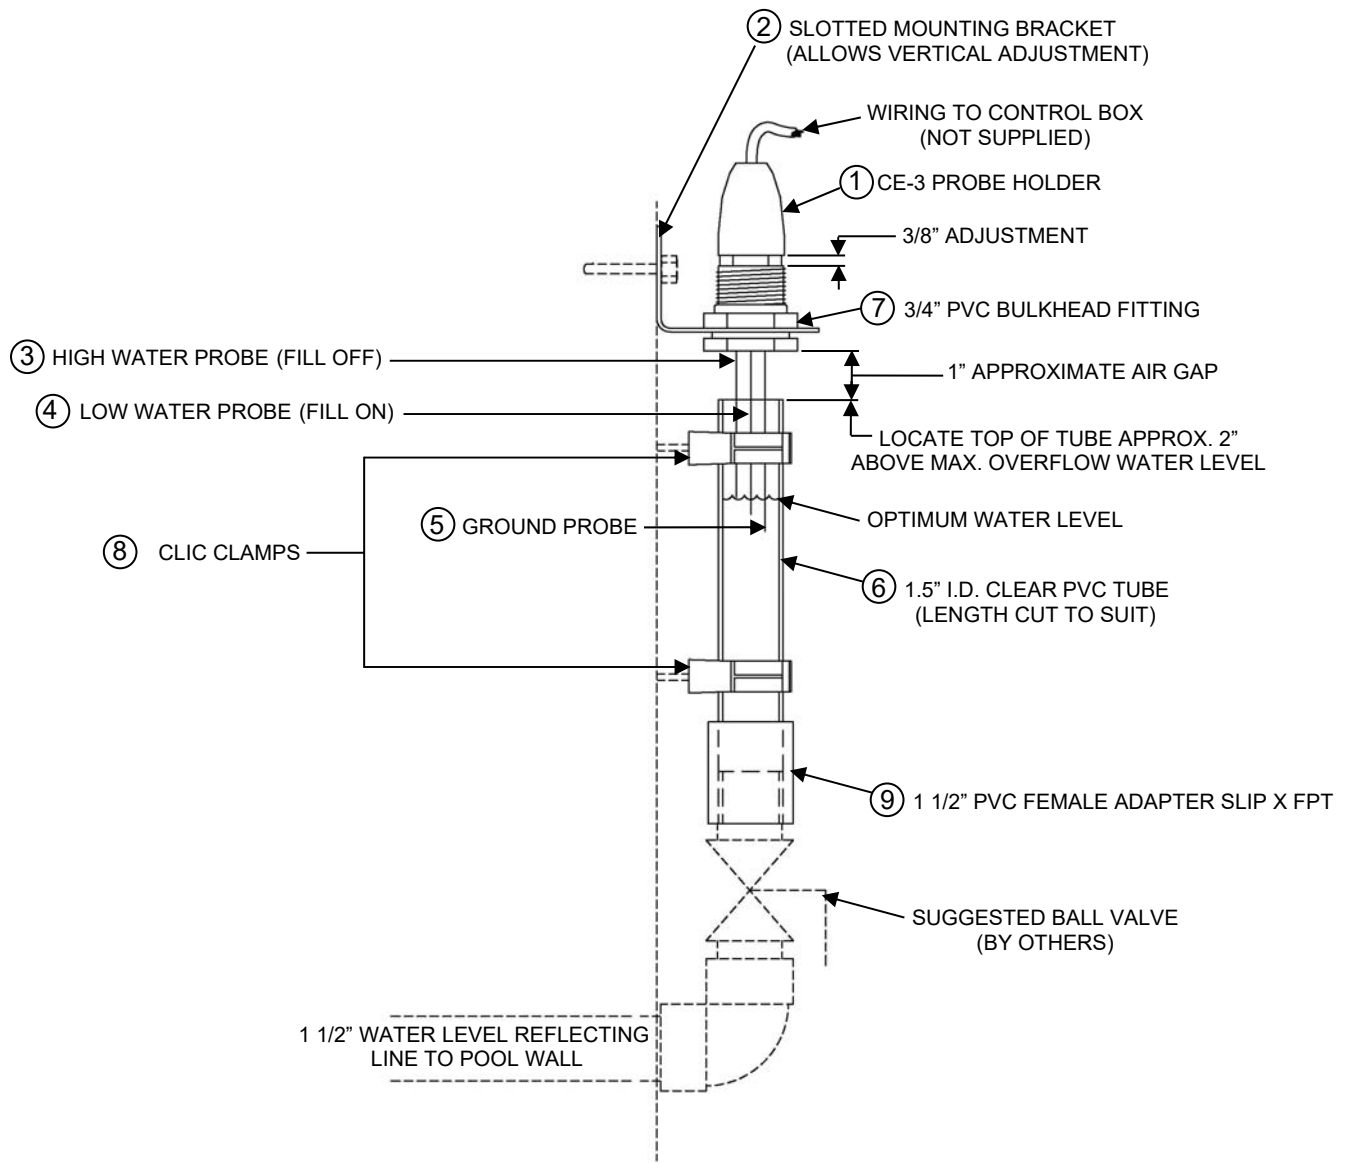 ② SLOTTED MOUNTING BRACKET
(ALLOWS VERTICAL ADJUSTMENT)
WIRING TO CONTROL BOX
(NOT SUPPLIED)
① CE-3 PROBE HOLDER
3/8” ADJUSTMENT
⑦ 3/4” PVC BULKHEAD FITTING
③ HIGH WATER PROBE (FILL OFF)
1” APPROXIMATE AIR GAP
④ LOW WATER PROBE (FILL ON)
LOCATE TOP OF TUBE APPROX. 2”
ABOVE MAX. OVERFLOW WATER LEVEL
OPTIMUM WATER LEVEL
⑤ GROUND PROBE
⑧ CLIC CLAMPS
⑥ 1.5” I.D. CLEAR PVC TUBE
(LENGTH CUT TO SUIT)
⑨ 1 1/2” PVC FEMALE ADAPTER SLIP X FPT
SUGGESTED BALL VALVE
(BY OTHERS)
1 1/2” WATER LEVEL REFLECTING
LINE TO POOL WALL